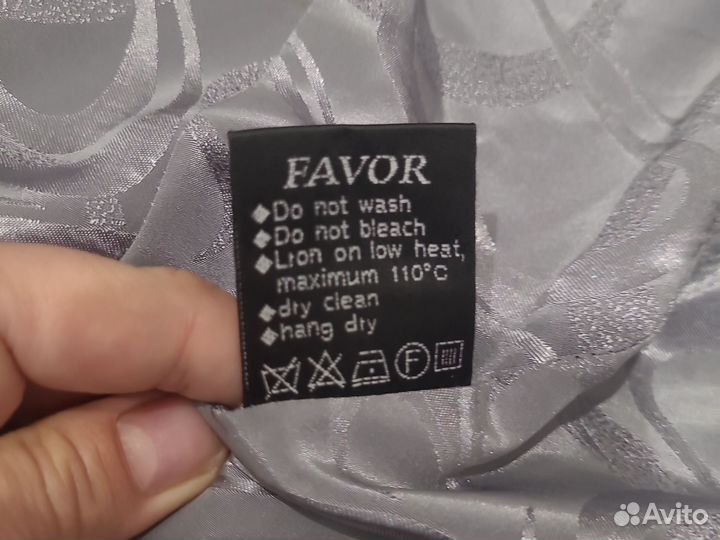 FAVOR
Do not wash
Do not bleach
Lron on low heat,
maximum 110°C
dry clean
hang dry
F
Avito